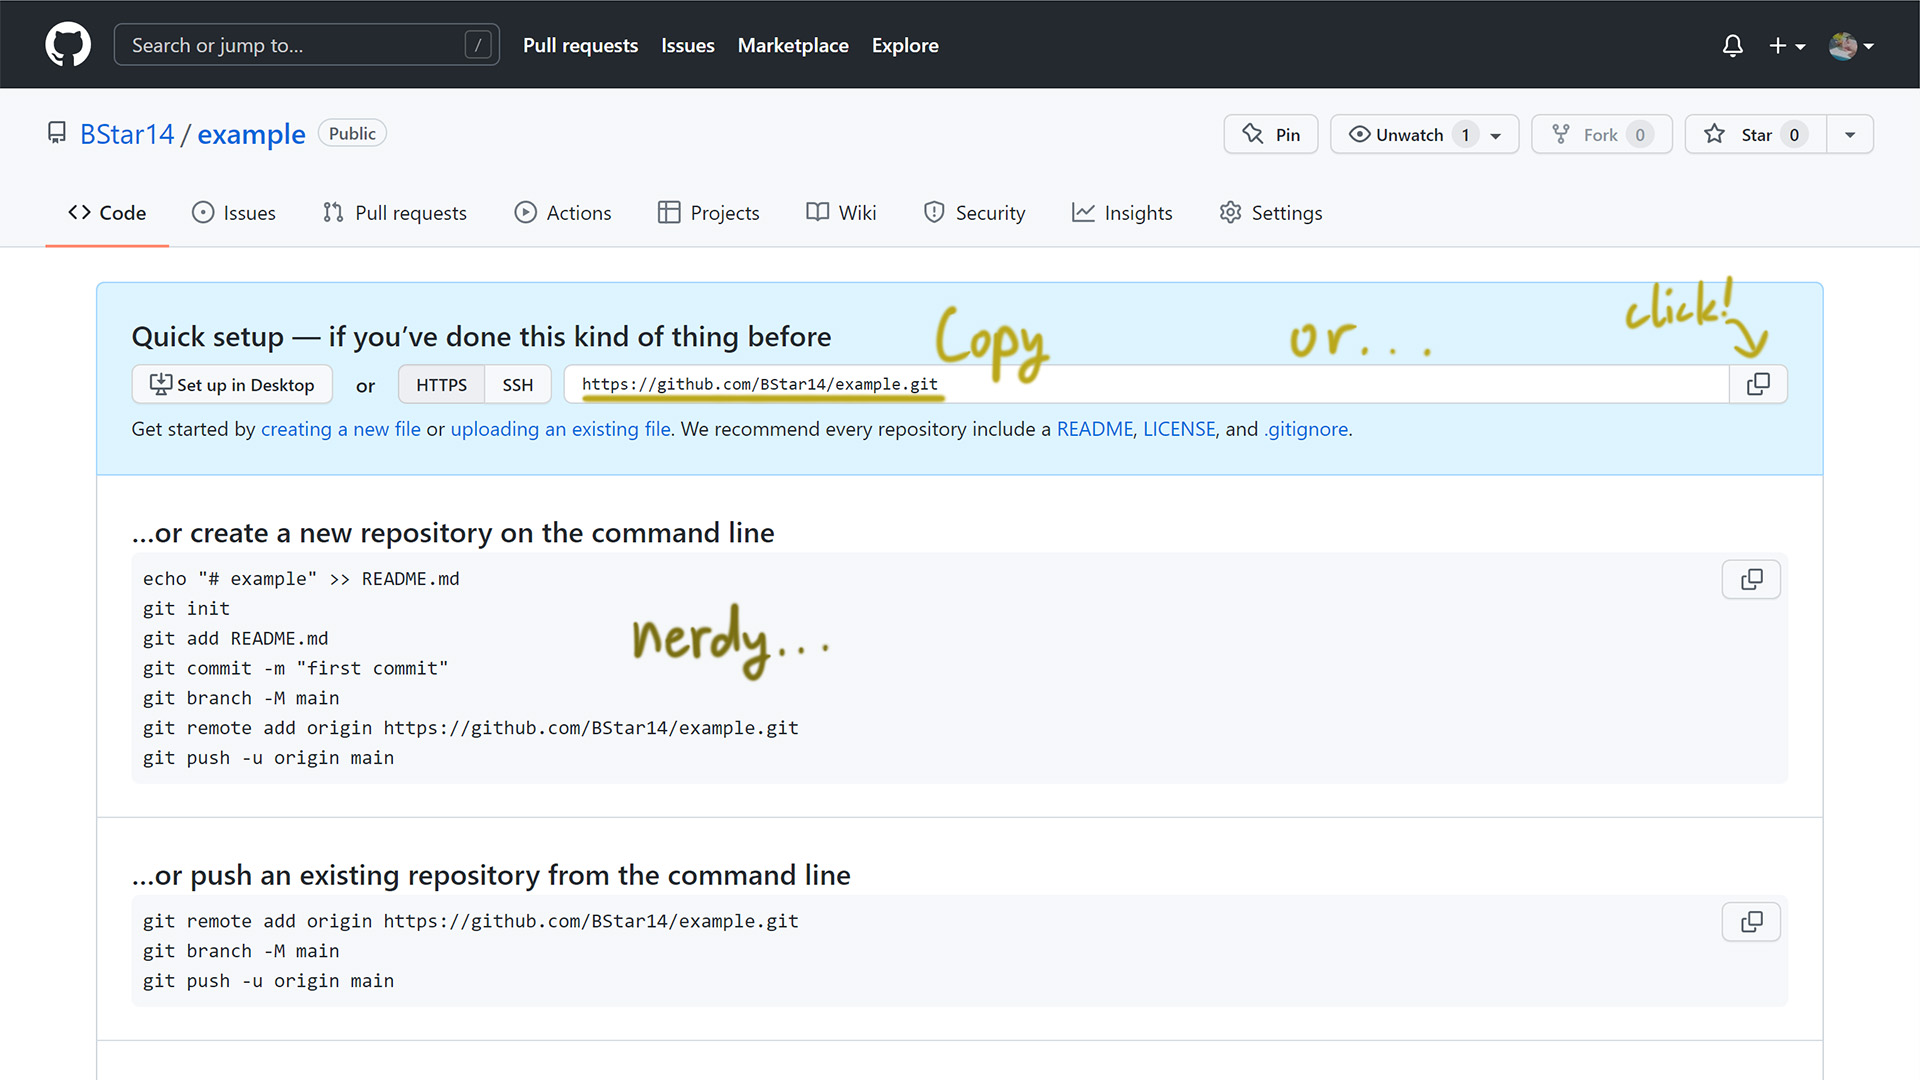 Search or jump to... /
Pull requests Issues Marketplace Explore
BStar14 / example Public
Pin Unwatch 1 Fork 0 Star 0
Code Issues Pull requests Actions Projects Wiki Security Insights Settings
click!
Copy or...
Quick setup — if you’ve done this kind of thing before
Set up in Desktop or HTTPS SSH https://github.com/BStar14/example.git
Get started by creating a new file or uploading an existing file. We recommend every repository include a README, LICENSE, and .gitignore.
...or create a new repository on the command line
echo "# example" >> README.md
git init
git add README.md
nerdy...
git commit -m "first commit"
git branch -M main
git remote add origin https://github.com/BStar14/example.git
git push -u origin main
...or push an existing repository from the command line
git remote add origin https://github.com/BStar14/example.git
git branch -M main
git push -u origin main